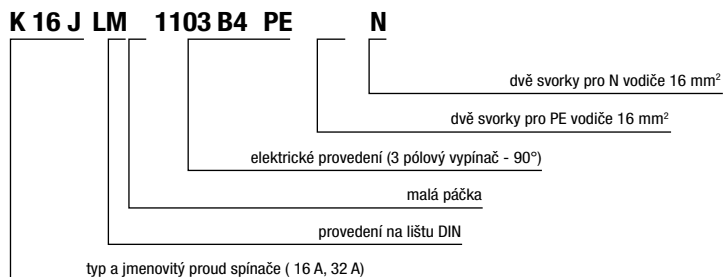 K 16 J LM 1103 B4 PE N
dvě svorky pro N vodiče 16 mm²
dvě svorky pro PE vodiče 16 mm²
elektrické provedení (3 pólový vypínač - 90°)
malá páčka
provedení na lištu DIN
typ a jmenovitý proud spínače ( 16 A, 32 A)